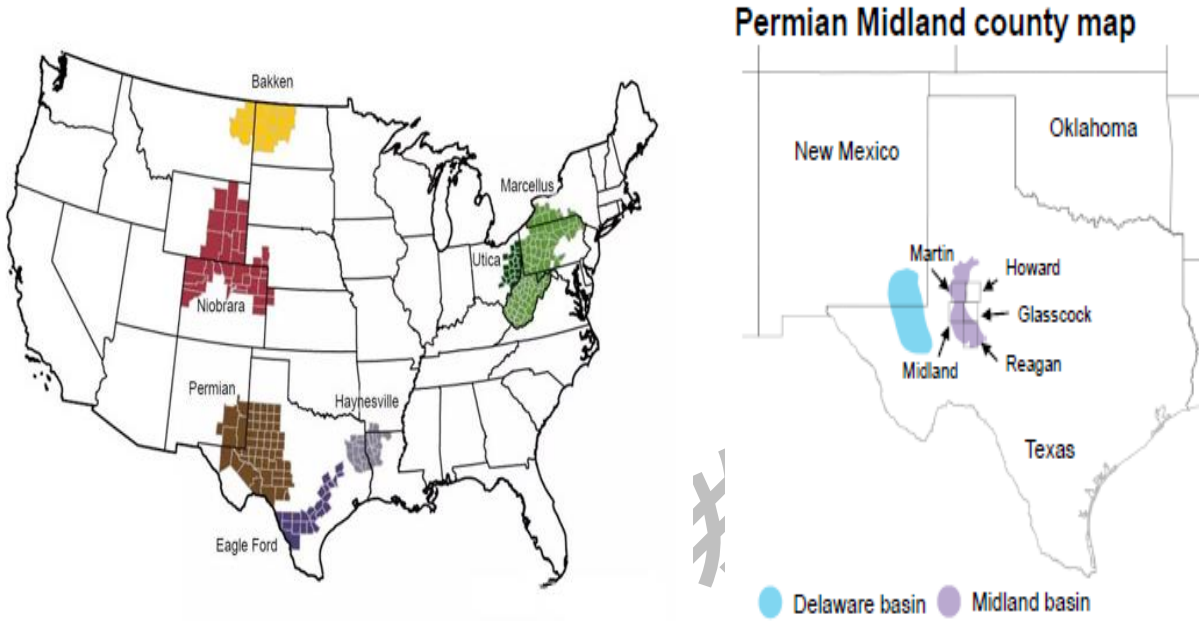 Bakken
Marcellus
Utica
Niobrara
Permian
Haynesville
Eagle Ford
Permian Midland county map
Oklahoma
New Mexico
Martin
Howard
Glasscock
Midland
Reagan
Texas
Delaware basin
Midland basin